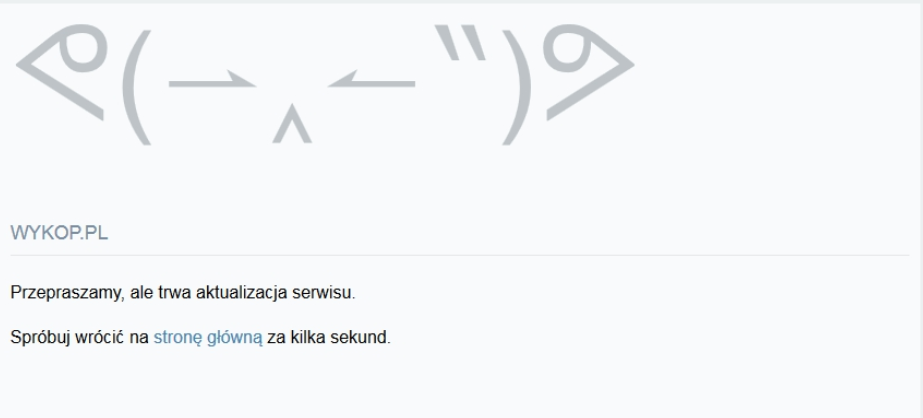 ᕙ(⇀‸↼‶)ᕗ
WYKOP.PL
Przepraszamy, ale trwa aktualizacja serwisu.
Spróbuj wrócić na stronę główną za kilka sekund.